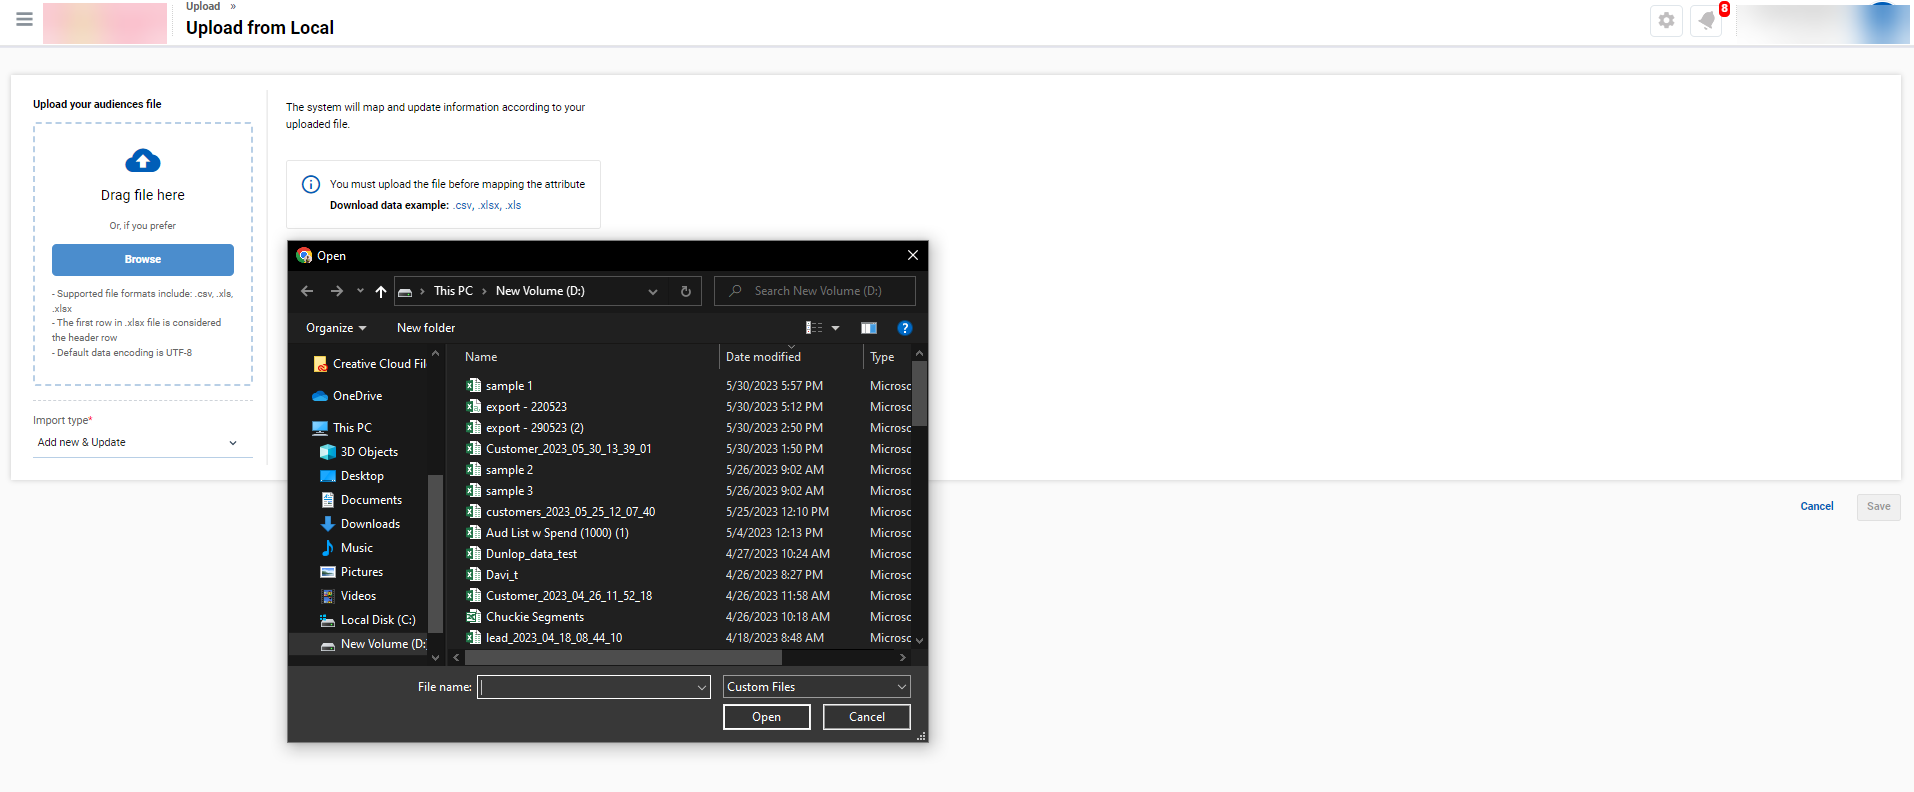 Upload »
Upload from Local
8
Upload your audiences file
Drag file here
Or, if you prefer
Browse
- Supported file formats include: .csv, .xls,
.xlsx
- The first row in .xlsx file is considered
the header row
- Default data encoding is UTF-8
Import type*
Add new & Update
The system will map and update information according to your
uploaded file.
You must upload the file before mapping the attribute
Download data example: .csv, .xlsx, .xls
Open
This PC > New Volume (D:)
Search New Volume (D:)
Organize
New folder
?
Creative Cloud Fil
OneDrive
This PC
3D Objects
Desktop
Documents
Downloads
Music
Pictures
Videos
Local Disk (C:)
New Volume (D:
Name Date modified Type
sample 1 5/30/2023 5:57 PM Microsc
export - 220523 5/30/2023 5:12 PM Microsc
export - 290523 (2) 5/30/2023 2:50 PM Microsc
Customer_2023_05_30_13_39_01 5/30/2023 1:50 PM Microsc
sample 2 5/26/2023 9:02 AM Microsc
sample 3 5/26/2023 9:02 AM Microsc
customers_2023_05_25_12_07_40 5/25/2023 12:10 PM Microsc
Aud List w Spend (1000) (1) 5/4/2023 12:13 PM Microsc
Dunlop_data_test 4/27/2023 10:24 AM Microsc
Davi_t 4/26/2023 8:27 PM Microsc
Customer_2023_04_26_11_52_18 4/26/2023 11:58 AM Microsc
Chuckie Segments 4/26/2023 10:18 AM Microsc
lead_2023_04_18_08_44_10 4/18/2023 8:48 AM Microsc
File name:
Custom Files
Open
Cancel
Cancel
Save